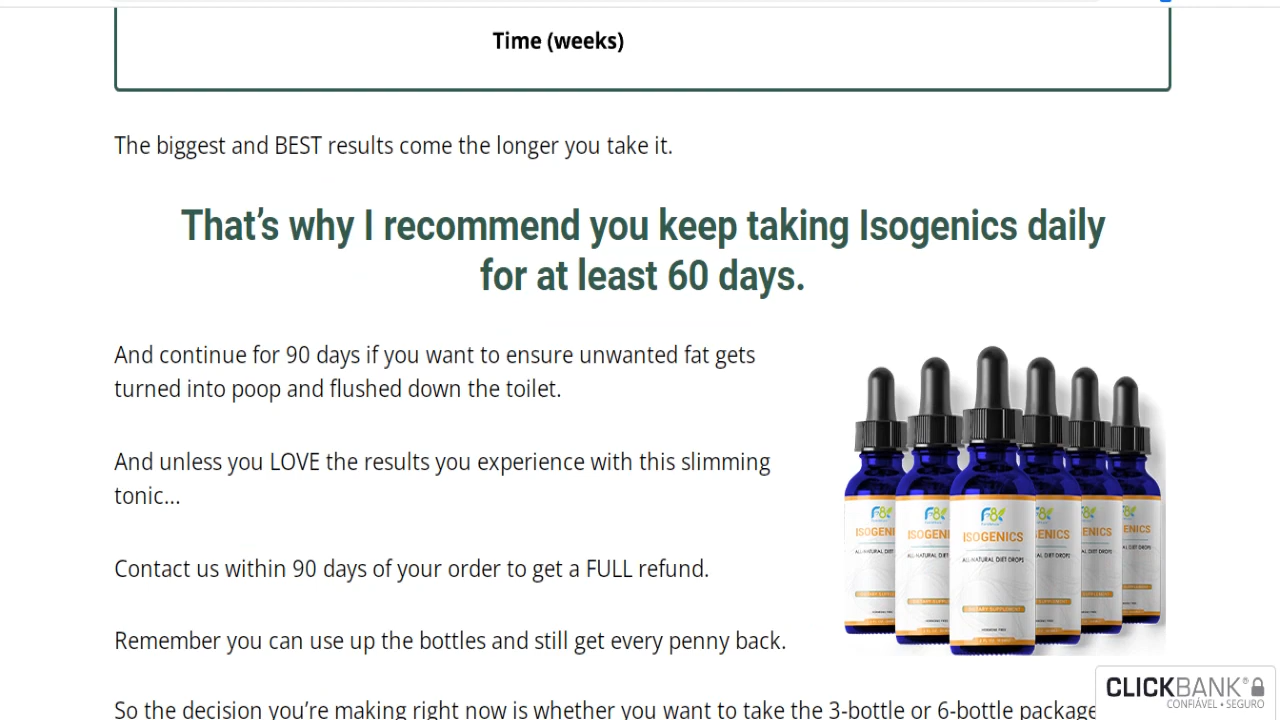 Time (weeks)
The biggest and BEST results come the longer you take it.
That’s why I recommend you keep taking Isogenics daily
for at least 60 days.
And continue for 90 days if you want to ensure unwanted fat gets
turned into poop and flushed down the toilet.
And unless you LOVE the results you experience with this slimming
tonic...
Contact us within 90 days of your order to get a FULL refund.
Remember you can use up the bottles and still get every penny back.
So the decision you’re making right now is whether you want to take the 3-bottle or 6-bottle package
F8
ISOGENICS
ALL-NATURAL DIET DROPS
DIETARY SUPPLEMENT
CLICKBANK®
CONFIÁVEL • SEGURO